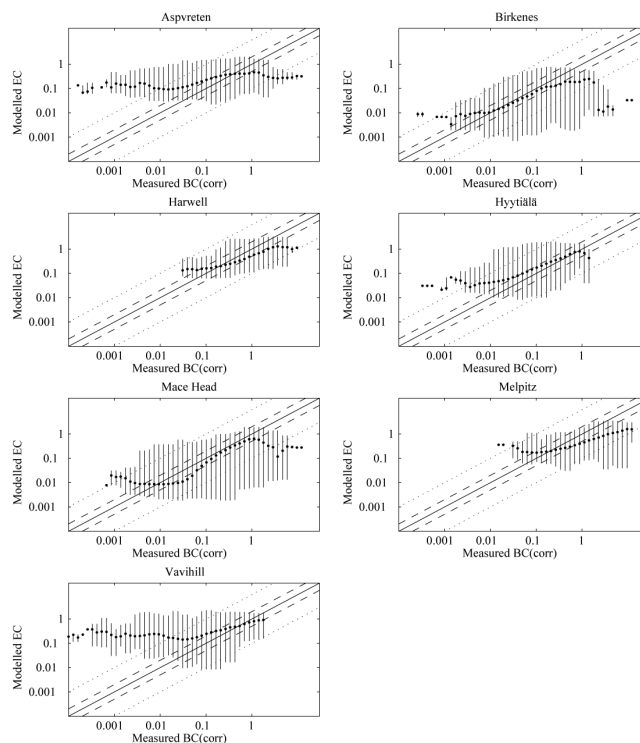 Aspvreten
Modelled EC
1
0.1
0.01
0.001
0.001 0.01 0.1 1
Measured BC(corr)
Birkenes
Modelled EC
1
0.1
0.01
0.001
0.001 0.01 0.1 1
Measured BC(corr)
Harwell
Modelled EC
1
0.1
0.01
0.001
0.001 0.01 0.1 1
Measured BC(corr)
Hyytiälä
Modelled EC
1
0.1
0.01
0.001
0.001 0.01 0.1 1
Measured BC(corr)
Mace Head
Modelled EC
1
0.1
0.01
0.001 0.01 0.1 1
Measured BC(corr)
Melpitz
Modelled EC
1
0.1
0.01
0.001 0.01 0.1 1
Measured BC(corr)
Vavihill
Modelled EC
1
0.1
0.01
0.001
0.001 0.01 0.1 1
Measured BC(corr)